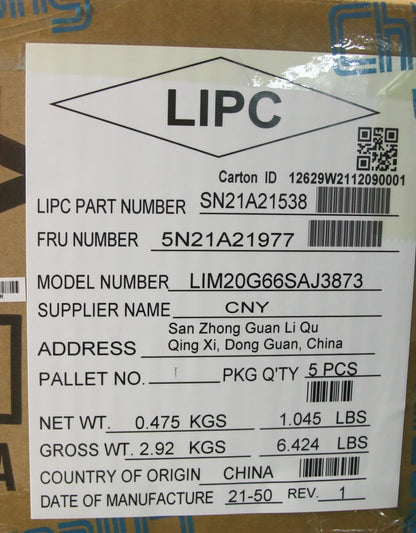 LIPC
Carton ID 12629W2112090001
LIPC PART NUMBER SN21A21538
FRU NUMBER 5N21A21977
MODEL NUMBER LIM20G66SAJ3873
SUPPLIER NAME CNY
San Zhong Guan Li Qu
ADDRESS Qing Xi, Dong Guan, China
PALLET NO. PKG Q'TY 5 PCS
NET WT. 0.475 KGS 1.045 LBS
GROSS WT. 2.92 KGS 6.424 LBS
COUNTRY OF ORIGIN CHINA
DATE OF MANUFACTURE 21-50 REV. 1